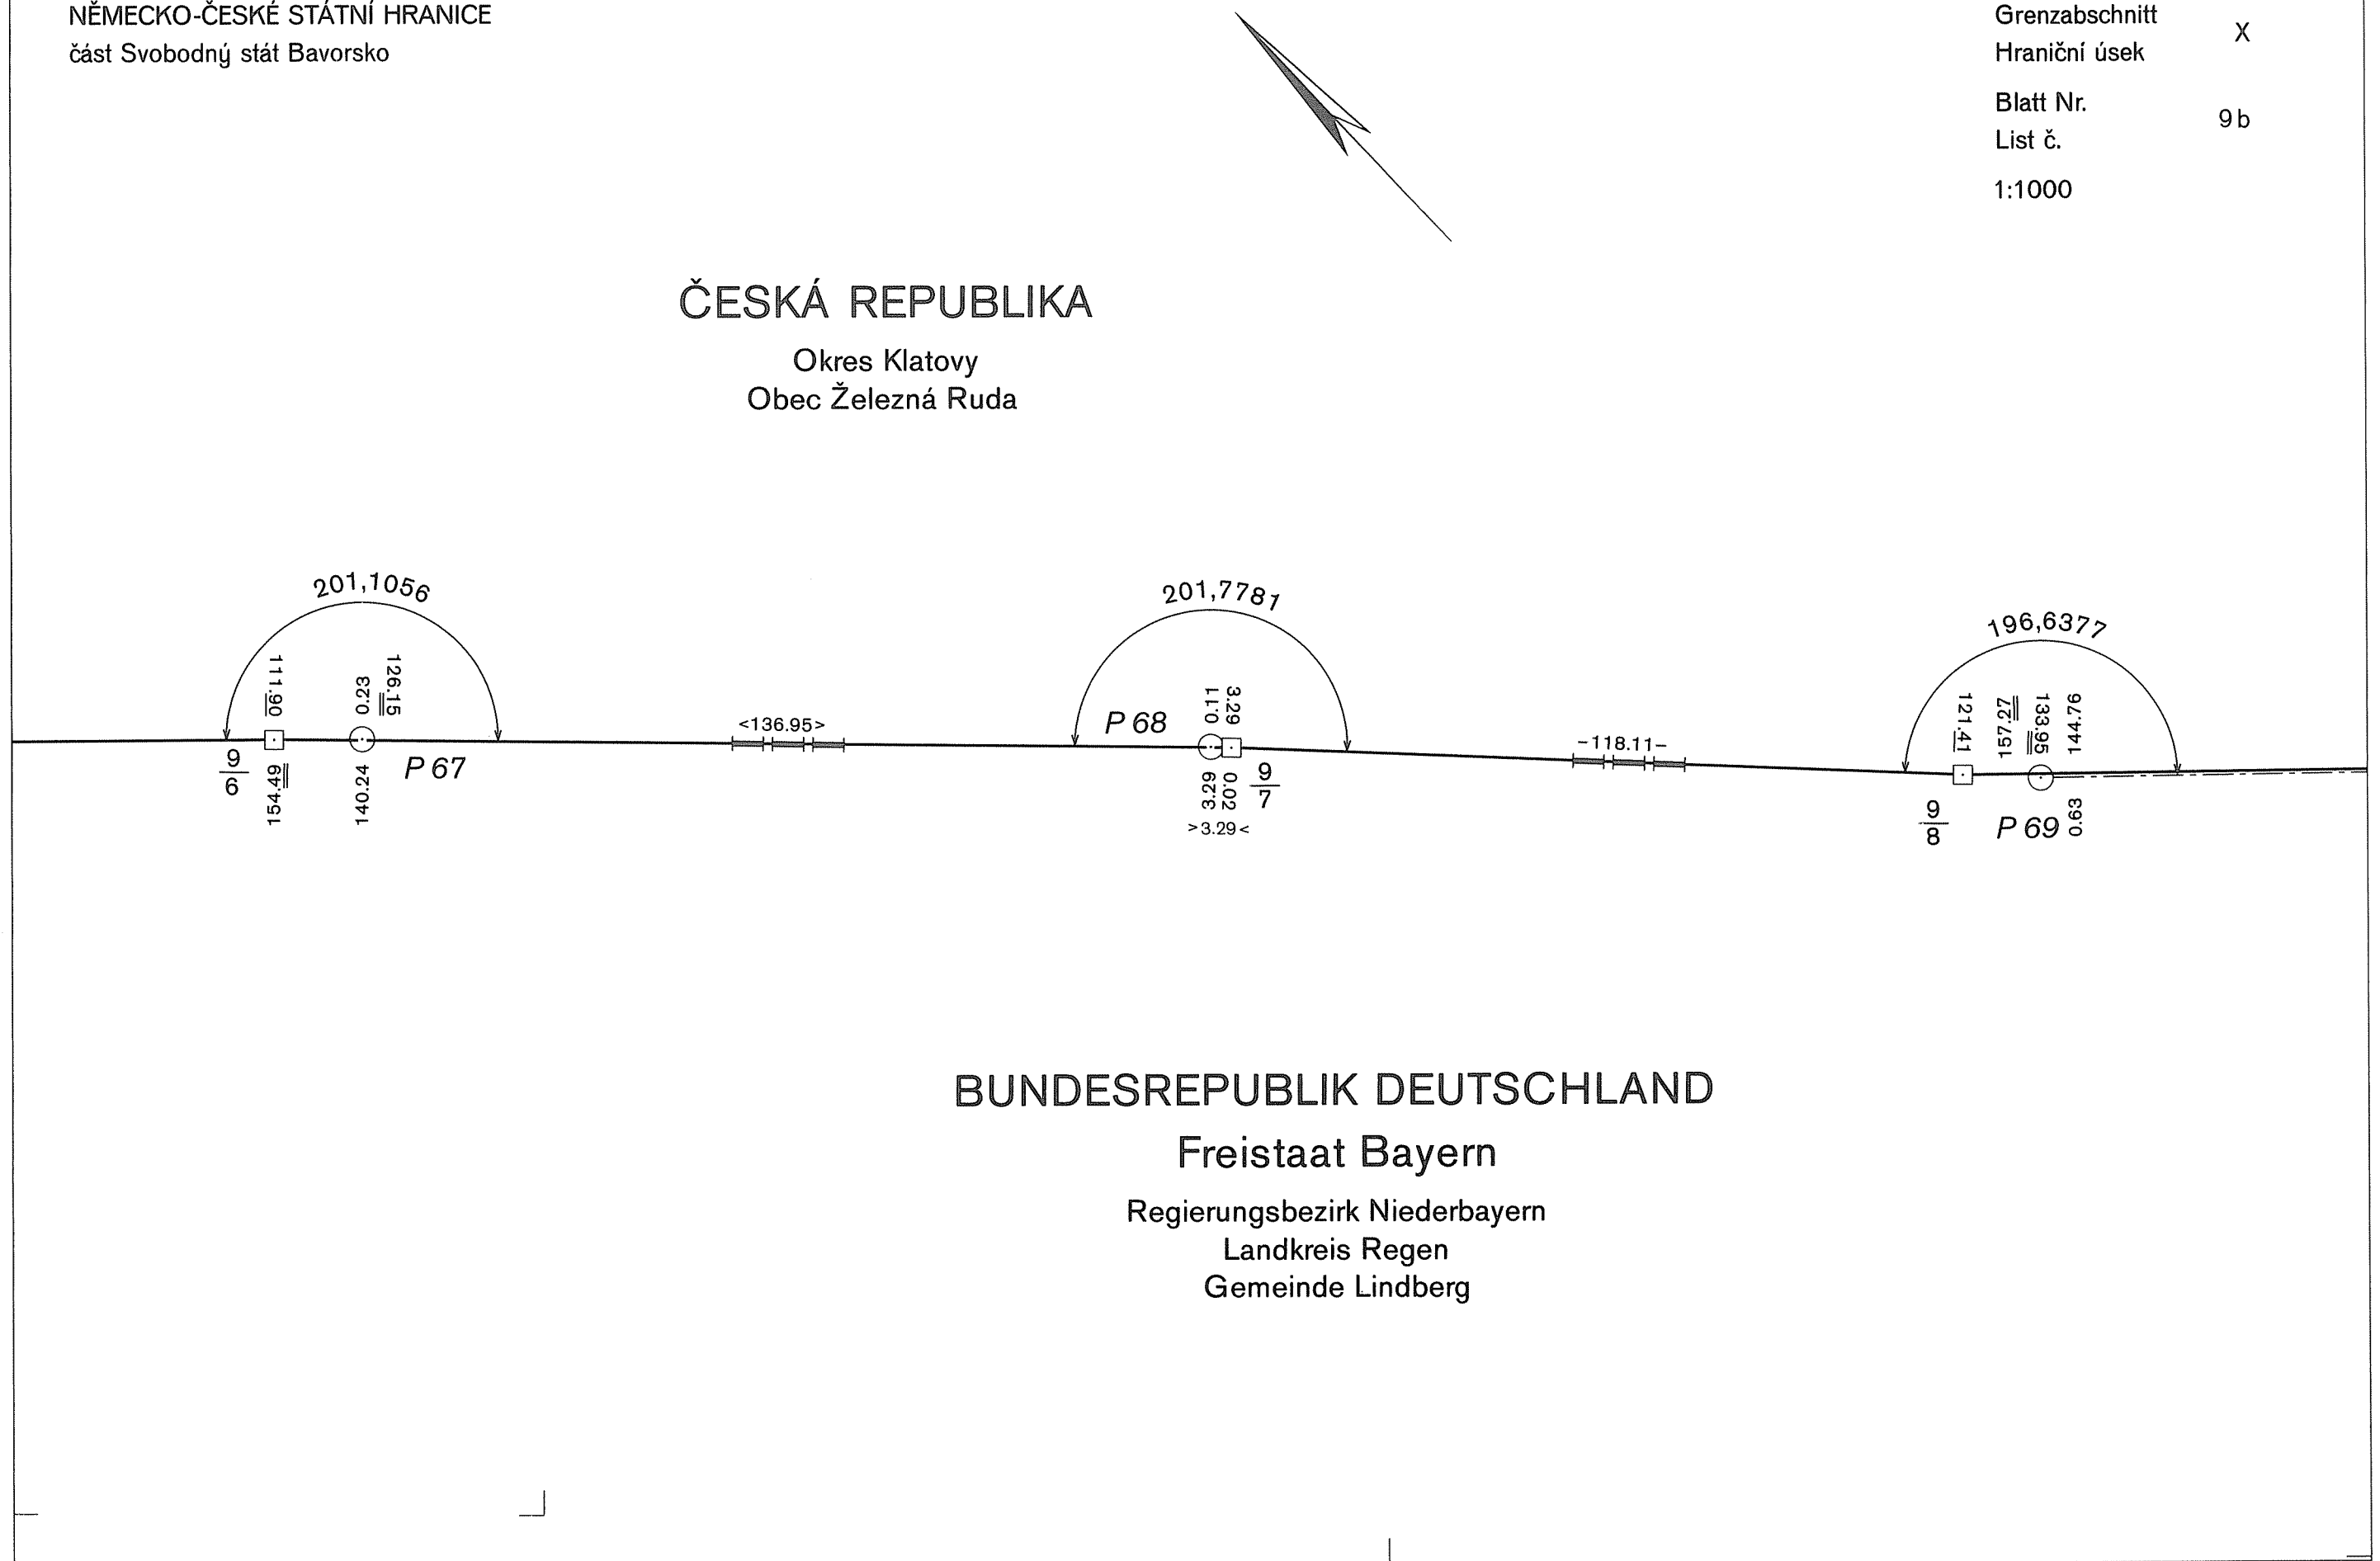 NĚMECKO-ČESKÉ STÁTNÍ HRANICE
část Svobodný stát Bavorsko
Grenzabschnitt
Hraniční úsek
X
Blatt Nr.
List č.
9b
1:1000
ČESKÁ REPUBLIKA
Okres Klatovy
Obec Železná Ruda
201,1056
201,7781
196,6377
111.90
0.23
126.15
<136.95>
P 68
0.11
3.29
-118.11-
121.41
157.27
133.95
144.76
9
6
154.49
140.24
P 67
3.29
0.02
9
7
>3.29<
9
8
P 69
0.63
BUNDESREPUBLIK DEUTSCHLAND
Freistaat Bayern
Regierungsbezirk Niederbayern
Landkreis Regen
Gemeinde Lindberg